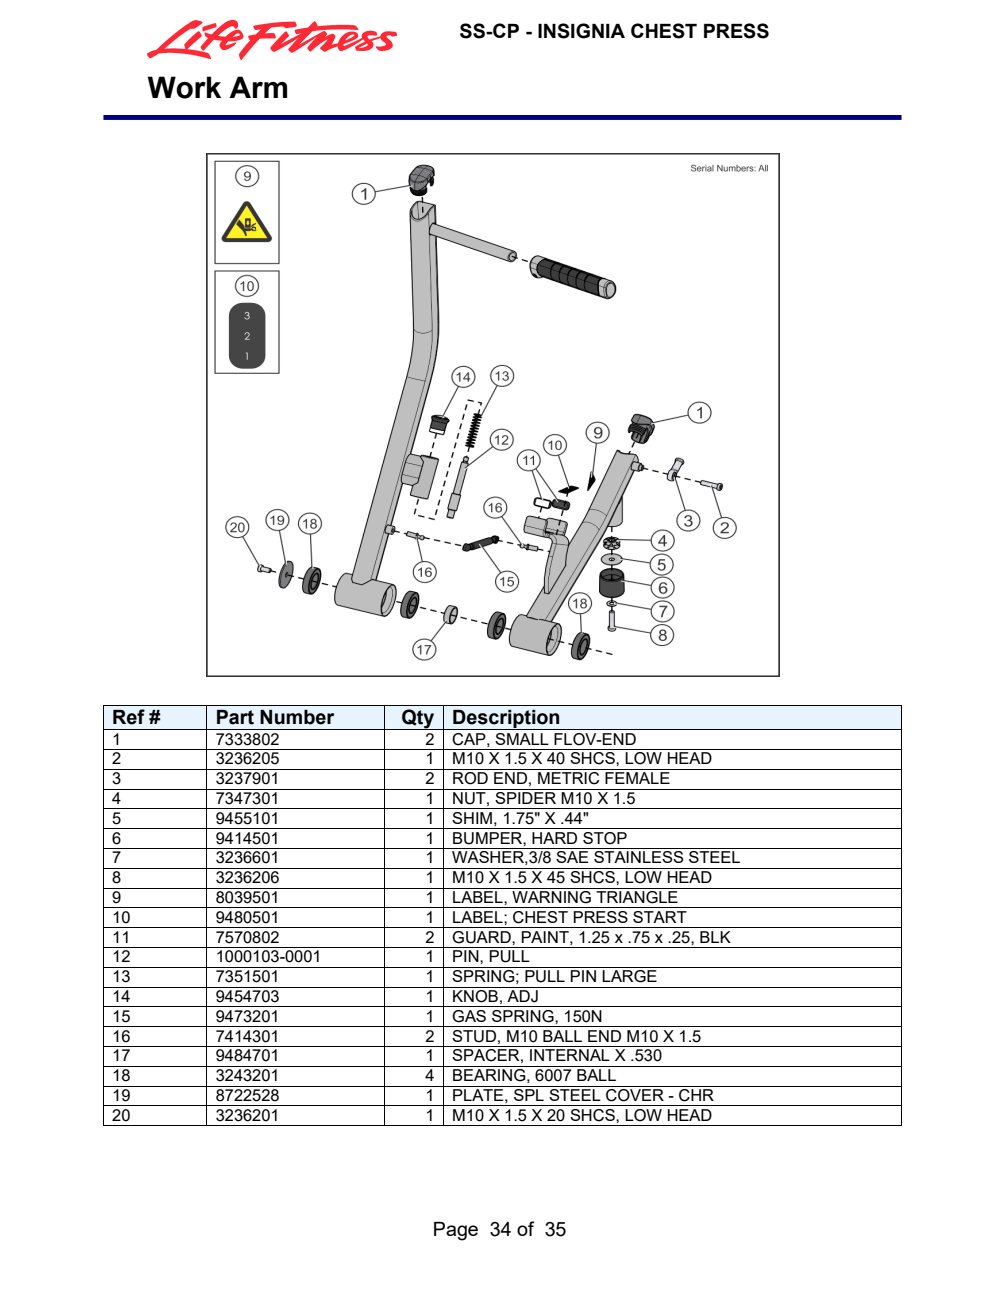 Life Fitness
SS-CP - INSIGNIA CHEST PRESS
Work Arm
Serial Numbers: All
9
1
10
3
2
1
14
13
1
12
9
10
11
16
3
2
20
19
18
4
5
16
15
6
18
7
8
17
Ref # Part Number Qty Description
1 7333802 2 CAP, SMALL FLOV-END
2 3236205 1 M10 X 1.5 X 40 SHCS, LOW HEAD
3 3237901 2 ROD END, METRIC FEMALE
4 7347301 1 NUT, SPIDER M10 X 1.5
5 9455101 1 SHIM, 1.75" X .44"
6 9414501 1 BUMPER, HARD STOP
7 3236601 1 WASHER,3/8 SAE STAINLESS STEEL
8 3236206 1 M10 X 1.5 X 45 SHCS, LOW HEAD
9 8039501 1 LABEL, WARNING TRIANGLE
10 9480501 1 LABEL; CHEST PRESS START
11 7570802 2 GUARD, PAINT, 1.25 x .75 x .25, BLK
12 1000103-0001 1 PIN, PULL
13 7351501 1 SPRING; PULL PIN LARGE
14 9454703 1 KNOB, ADJ
15 9473201 1 GAS SPRING, 150N
16 7414301 2 STUD, M10 BALL END M10 X 1.5
17 9484701 1 SPACER, INTERNAL X .530
18 3243201 4 BEARING, 6007 BALL
19 8722528 1 PLATE, SPL STEEL COVER - CHR
20 3236201 1 M10 X 1.5 X 20 SHCS, LOW HEAD
Page 34 of 35